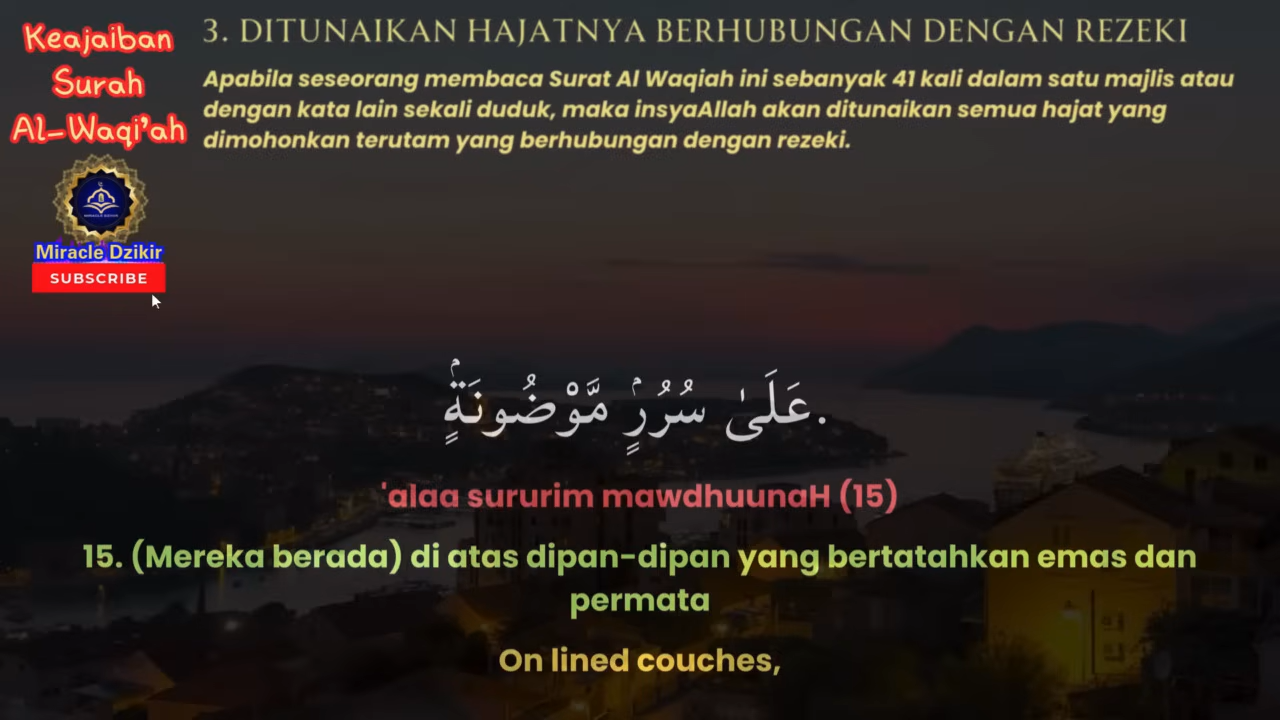 Keajaiban
Surah
Al-Waqi'ah
MIRACLE DZIKIR
Miracle Dzikir
SUBSCRIBE
3. DITUNAIKAN HAJATNYA BERHUBUNGAN DENGAN REZEKI
Apabila seseorang membaca Surat Al Waqiah ini sebanyak 41 kali dalam satu majlis atau
dengan kata lain sekali duduk, maka insyaAllah akan ditunaikan semua hajat yang
dimohonkan terutam yang berhubungan dengan rezeki.
عَلَىٰ سُرُرٍۢ مَّوْضُونَةٍۢ.
'alaa sururim mawdhuunaH (15)
15. (Mereka berada) di atas dipan-dipan yang bertatahkan emas dan
permata
On lined couches,